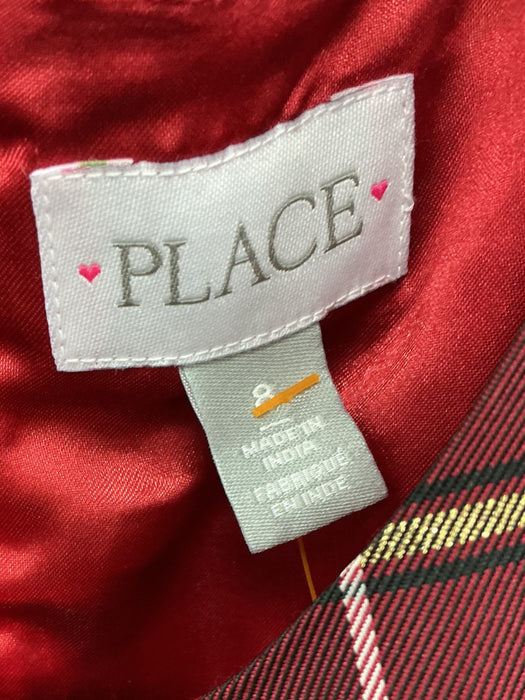 PLACE
8
MADE IN
INDIA
FABRIQUÉ
EN INDE